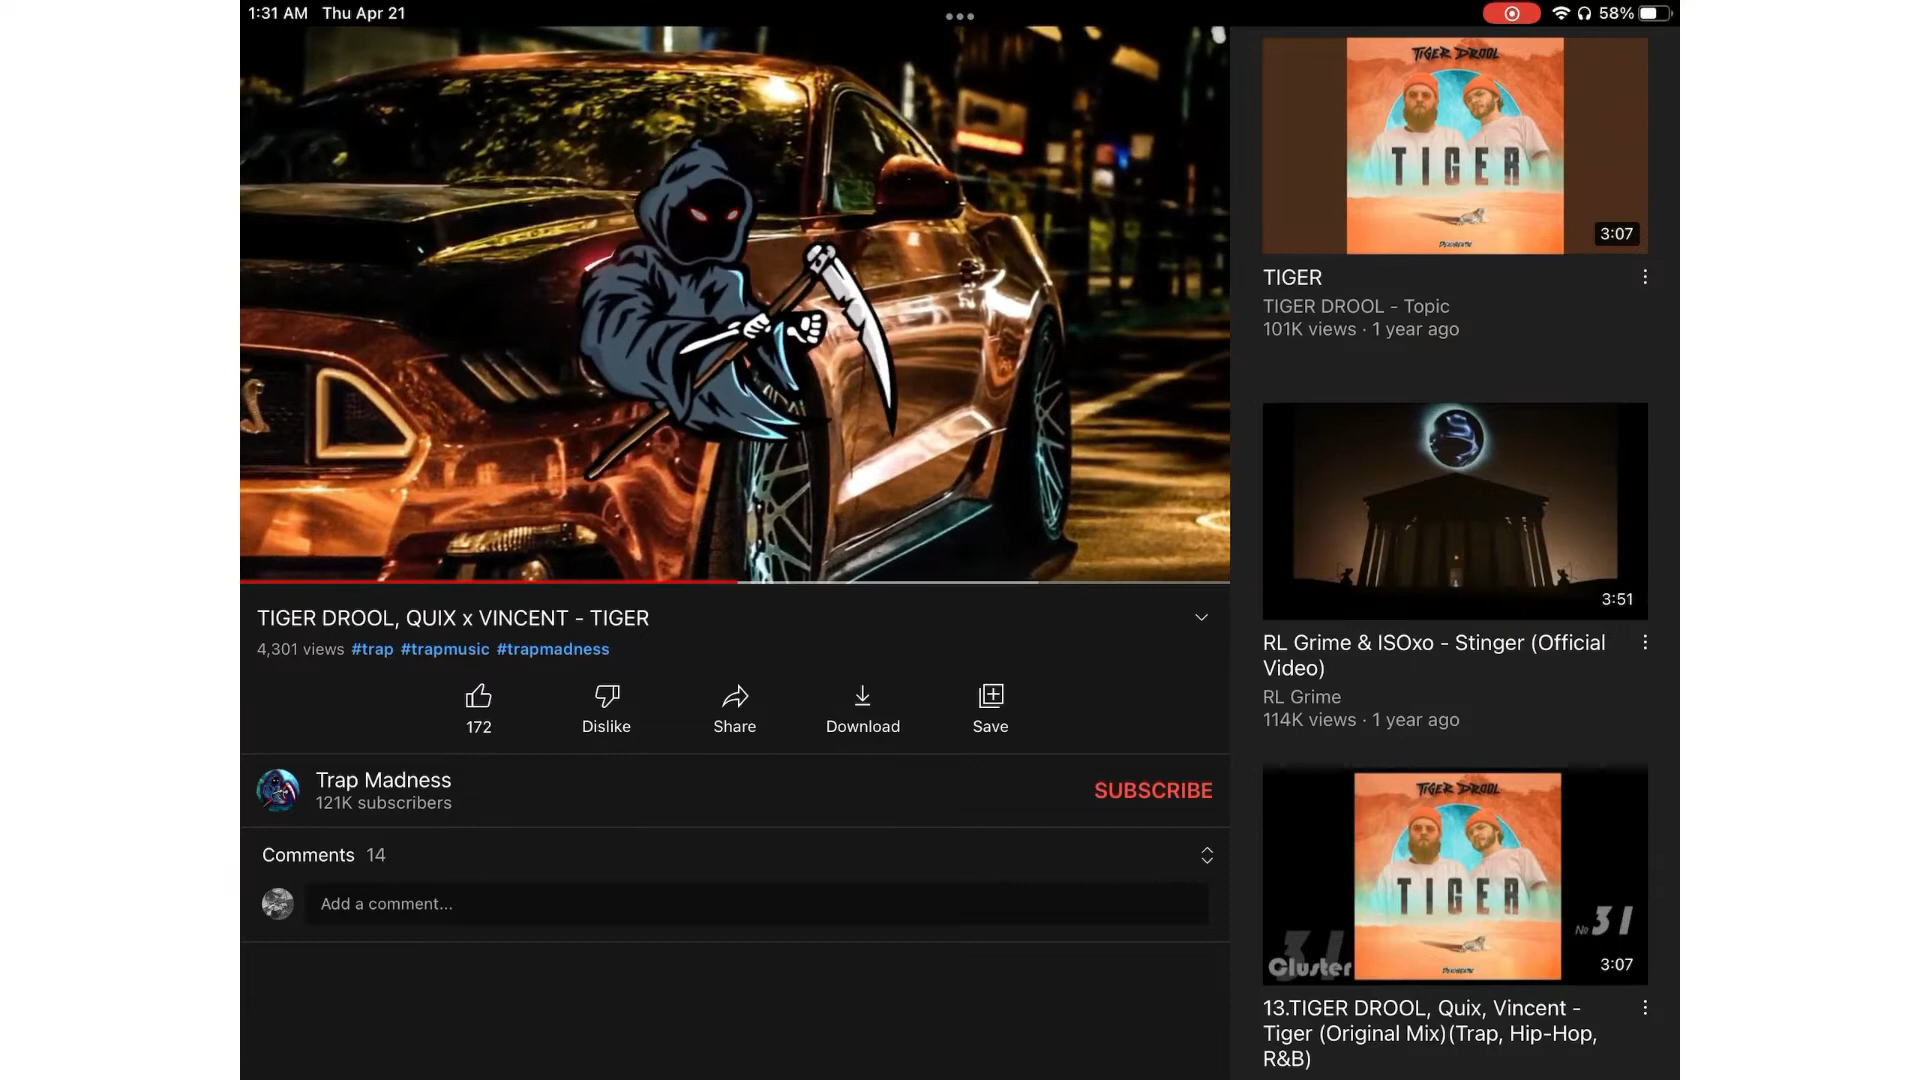 1:31 AM Thu Apr 21
58%
TIGER DROOL, QUIX x VINCENT - TIGER
4,301 views #trap #trapmusic #trapmadness
172 Dislike Share Download Save
Trap Madness
121K subscribers
SUBSCRIBE
Comments 14
Add a comment...
TIGER DROOL
TIGER
3:07
TIGER
TIGER DROOL - Topic
101K views · 1 year ago
3:51
RL Grime & ISOxo - Stinger (Official
Video)
RL Grime
114K views · 1 year ago
TIGER DROOL
TIGER
31
Cluster
№31
3:07
13.TIGER DROOL, Quix, Vincent -
Tiger (Original Mix)(Trap, Hip-Hop,
R&B)